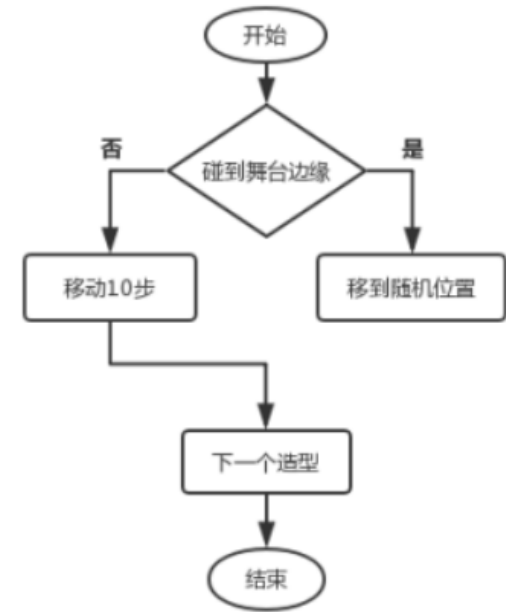 开始
否
是
碰到舞台边缘
移动10步
移到随机位置
下一个造型
结束